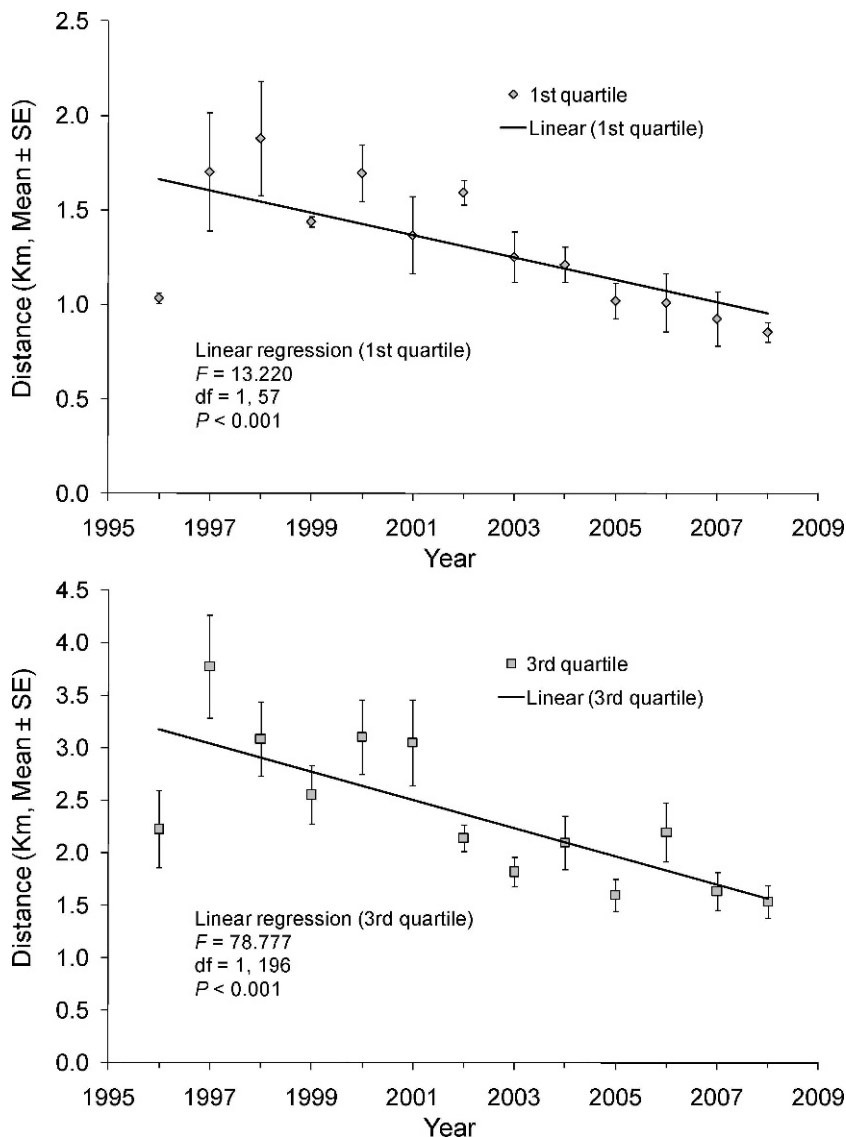 2.5
2.0
1.5
1.0
0.5
0.0
Distance (Km, Mean ± SE)
1st quartile
Linear (1st quartile)
Linear regression (1st quartile)
F = 13.220
df = 1, 57
P < 0.001
1995 1997 1999 2001 2003 2005 2007 2009
Year
4.5
4.0
3.5
3.0
2.5
2.0
1.5
1.0
0.5
0.0
Distance (Km, Mean ± SE)
3rd quartile
Linear (3rd quartile)
Linear regression (3rd quartile)
F = 78.777
df = 1, 196
P < 0.001
1995 1997 1999 2001 2003 2005 2007 2009
Year